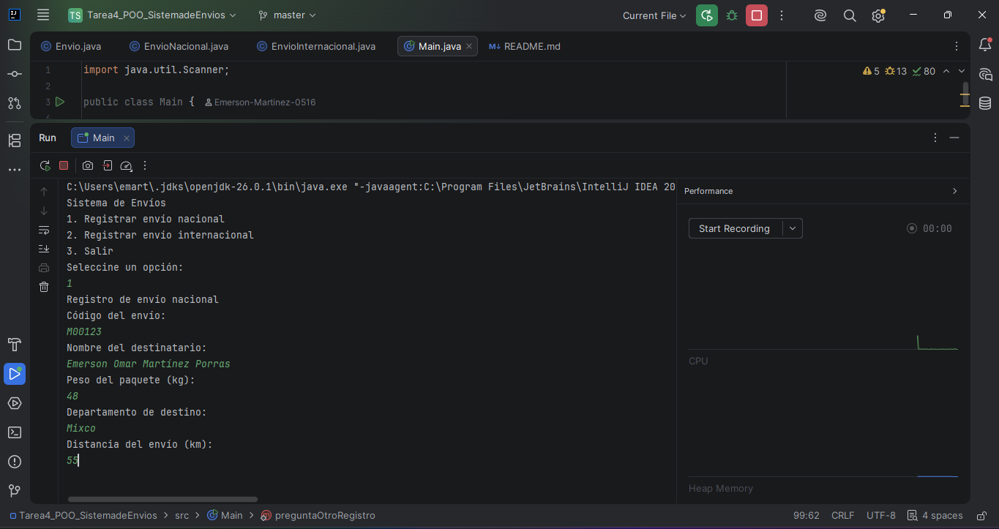 TS Tarea4_POO_SistemadeEnvios master Current File
Envio.java EnvioNacional.java EnvioInternacional.java Main.java README.md
1 import java.util.Scanner; 5 13 80
2
3 public class Main { Emerson-Martinez-0516
4
Run Main
C:\Users\emart\.jdks\openjdk-26.0.1\bin\java.exe "-javaagent:C:\Program Files\JetBrains\IntelliJ IDEA 20
Performance
Sistema de Envíos
1. Registrar envío nacional
Start Recording 00:00
2. Registrar envío internacional
3. Salir
Seleccine un opción:
1
Registro de envío nacional
Código del envío:
M00123
Nombre del destinatario:
Emerson Omar Martínez Porras
CPU
Peso del paquete (kg):
48
Departamento de destino:
Mixco
Distancia del envío (km):
55
Heap Memory
Tarea4_POO_SistemadeEnvios > src > Main > preguntaOtroRegistro 99:62 CRLF UTF-8 4 spaces